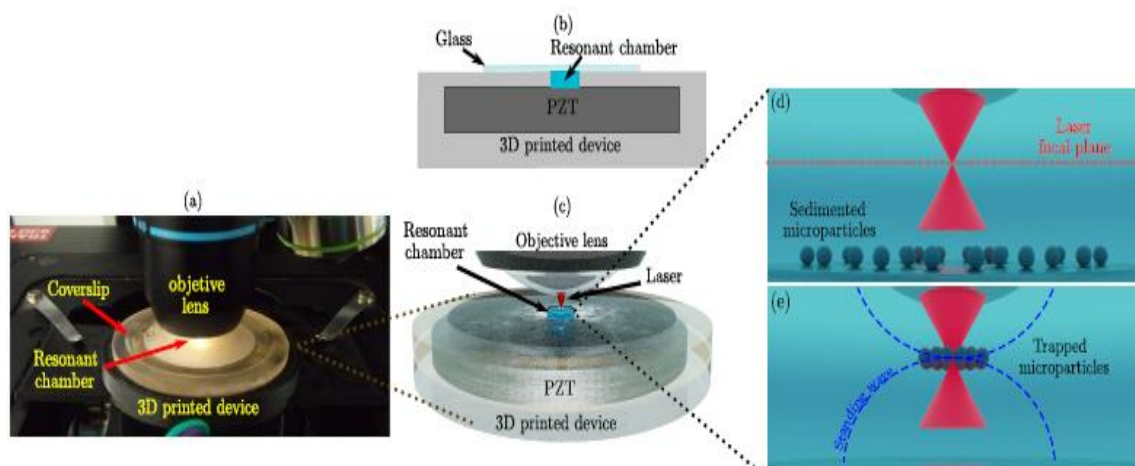 (b)
Glass
Resonant chamber
PZT
3D printed device
(a)
Coverslip
objetive
lens
Resonant
chamber
3D printed device
(c)
Resonant
chamber
Objective lens
Laser
PZT
3D printed device
(d)
Laser
focal plane
Sedimented
microparticles
(e)
Trapped
microparticles
Standing wave